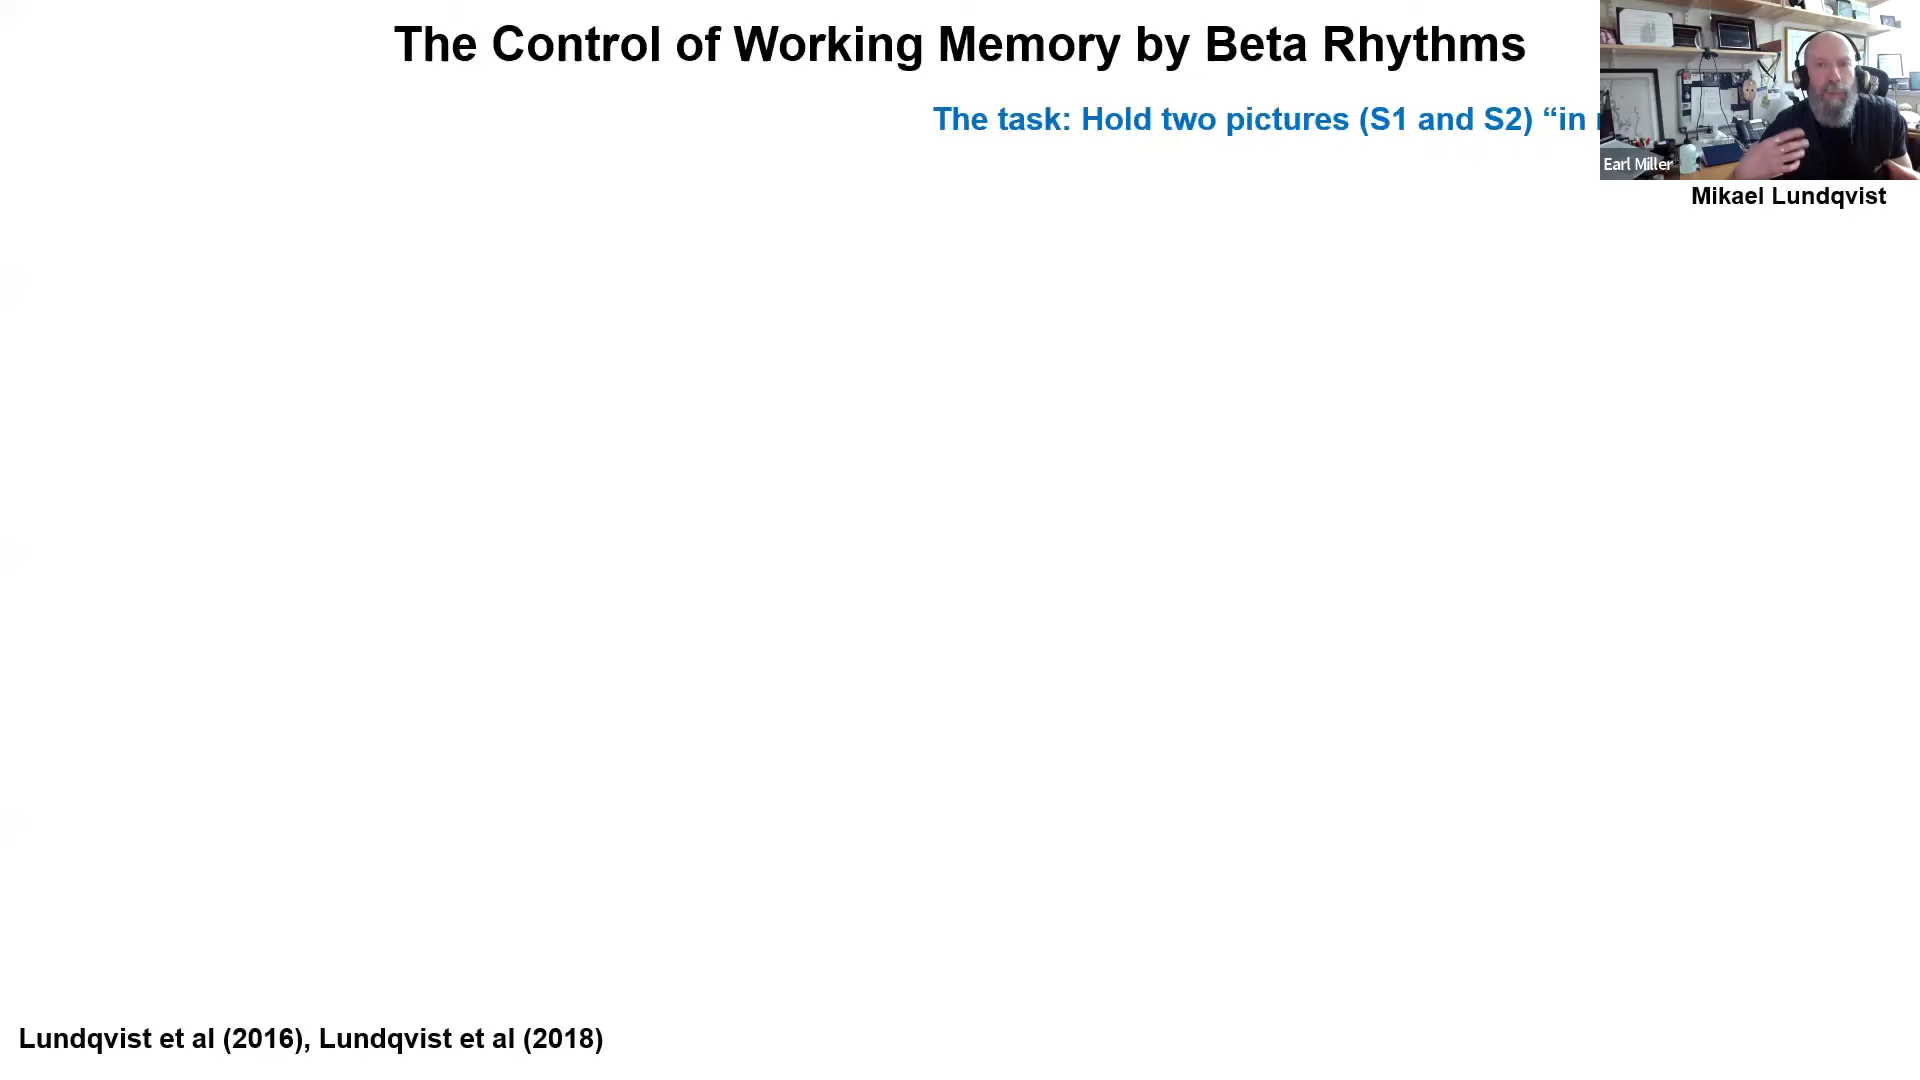 The Control of Working Memory by Beta Rhythms
The task: Hold two pictures (S1 and S2) “in
Earl Miller
Mikael Lundqvist
Lundqvist et al (2016), Lundqvist et al (2018)